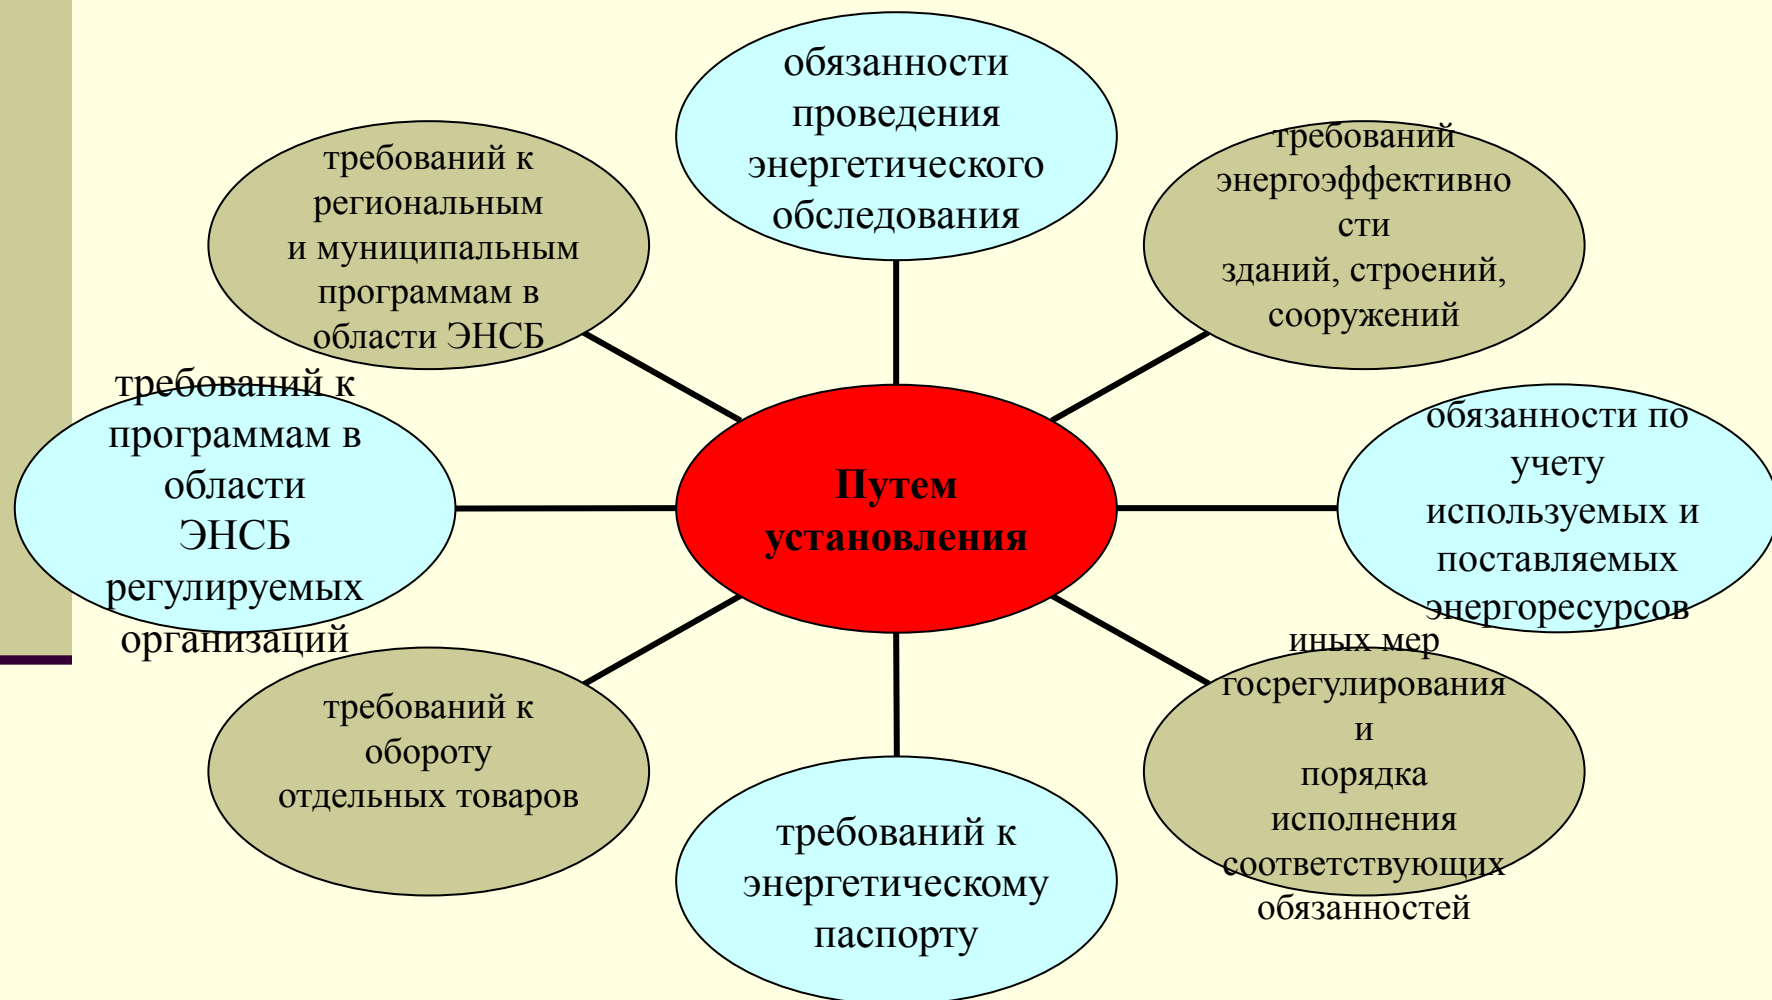 обязанности
проведения
энергетического
обследования
требований к
региональным
и муниципальным
программам в
области ЭНСБ
требований
энергоэффективно
сти
зданий, строений,
сооружений
требований к
программам в
области
ЭНСБ
регулируемых
организаций
Путем
установления
обязанности по
учету
используемых и
поставляемых
энергоресурсов
требований к
обороту
отдельных товаров
иных мер
госрегулирования
и
порядка
исполнения
соответствующих
обязанностей
требований к
энергетическому
паспорту